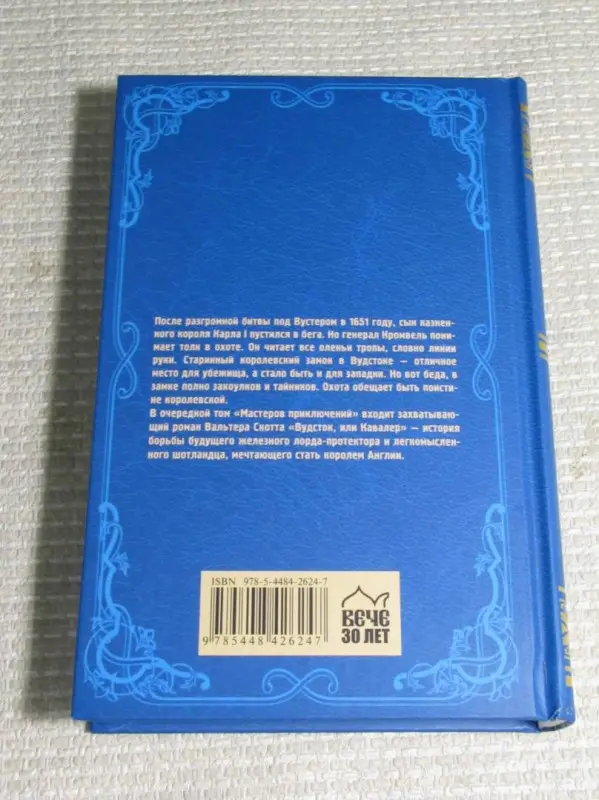 После разгромной битвы под Вустером в 1651 году, сын казнен-
ного короля Карла I пустился в бега. Но генерал Кромвель пони-
мает толк в охоте. Он читает все оленьи тропы, словно линии
руки. Старинный королевский замок в Вудстоке — отличное
место для убежища, а стало быть и для западни. Но вот беда, в
замке полно закоулков и тайников. Охота обещает быть поисти-
не королевской.
В очередной том «Мастеров приключений» входит захватываю-
щий роман Вальтера Скотта «Вудсток, или Кавалер» — история
борьбы будущего железного лорда-протектора и легкомыслен-
ного шотландца, мечтающего стать королем Англии.
ISBN 978-5-4484-2624-7
9 785448 426247
ВЕЧЕ
30 ЛЕТ